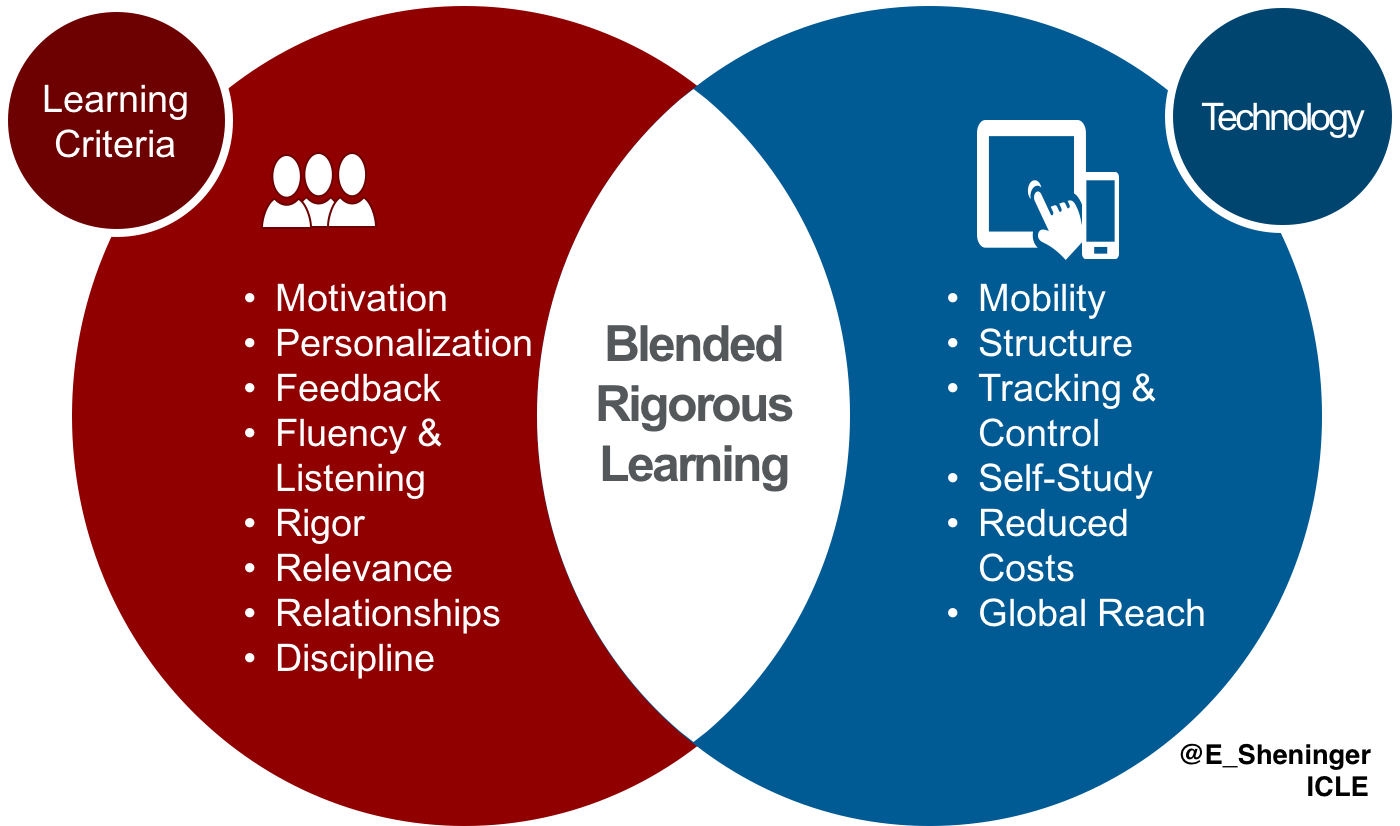 Learning
Criteria
• Motivation
• Personalization
• Feedback
• Fluency &
Listening
• Rigor
• Relevance
• Relationships
• Discipline
Blended
Rigorous
Learning
Technology
• Mobility
• Structure
• Tracking &
Control
• Self-Study
• Reduced
Costs
• Global Reach
@E_Sheninger
ICLE